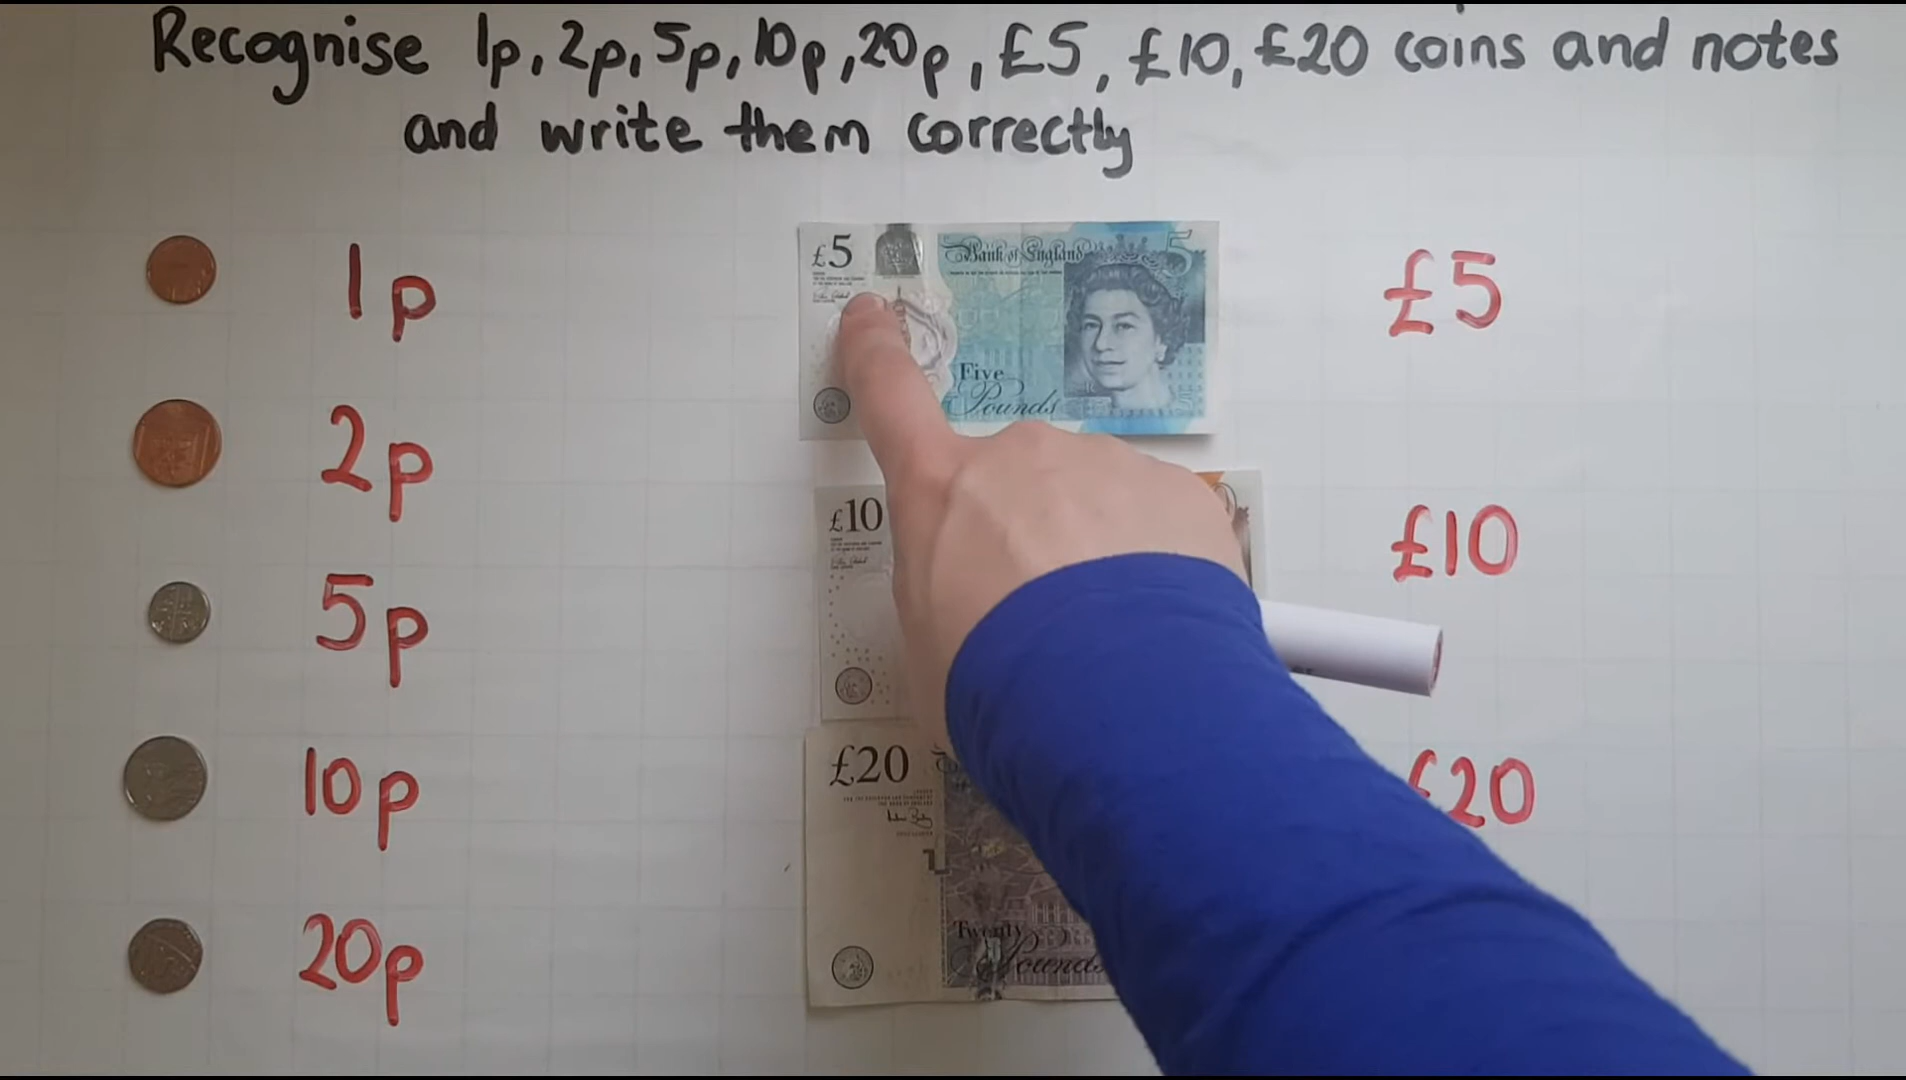 Recognise 1p, 2p, 5p, 10p, 20p, £5, £10, £20 coins and notes
and write them correctly
1p
2p
5p
10p
20p
£5
Bank of England
5
Five
Pounds
£10
£20
Twenty
Pounds
£5
£10
£20